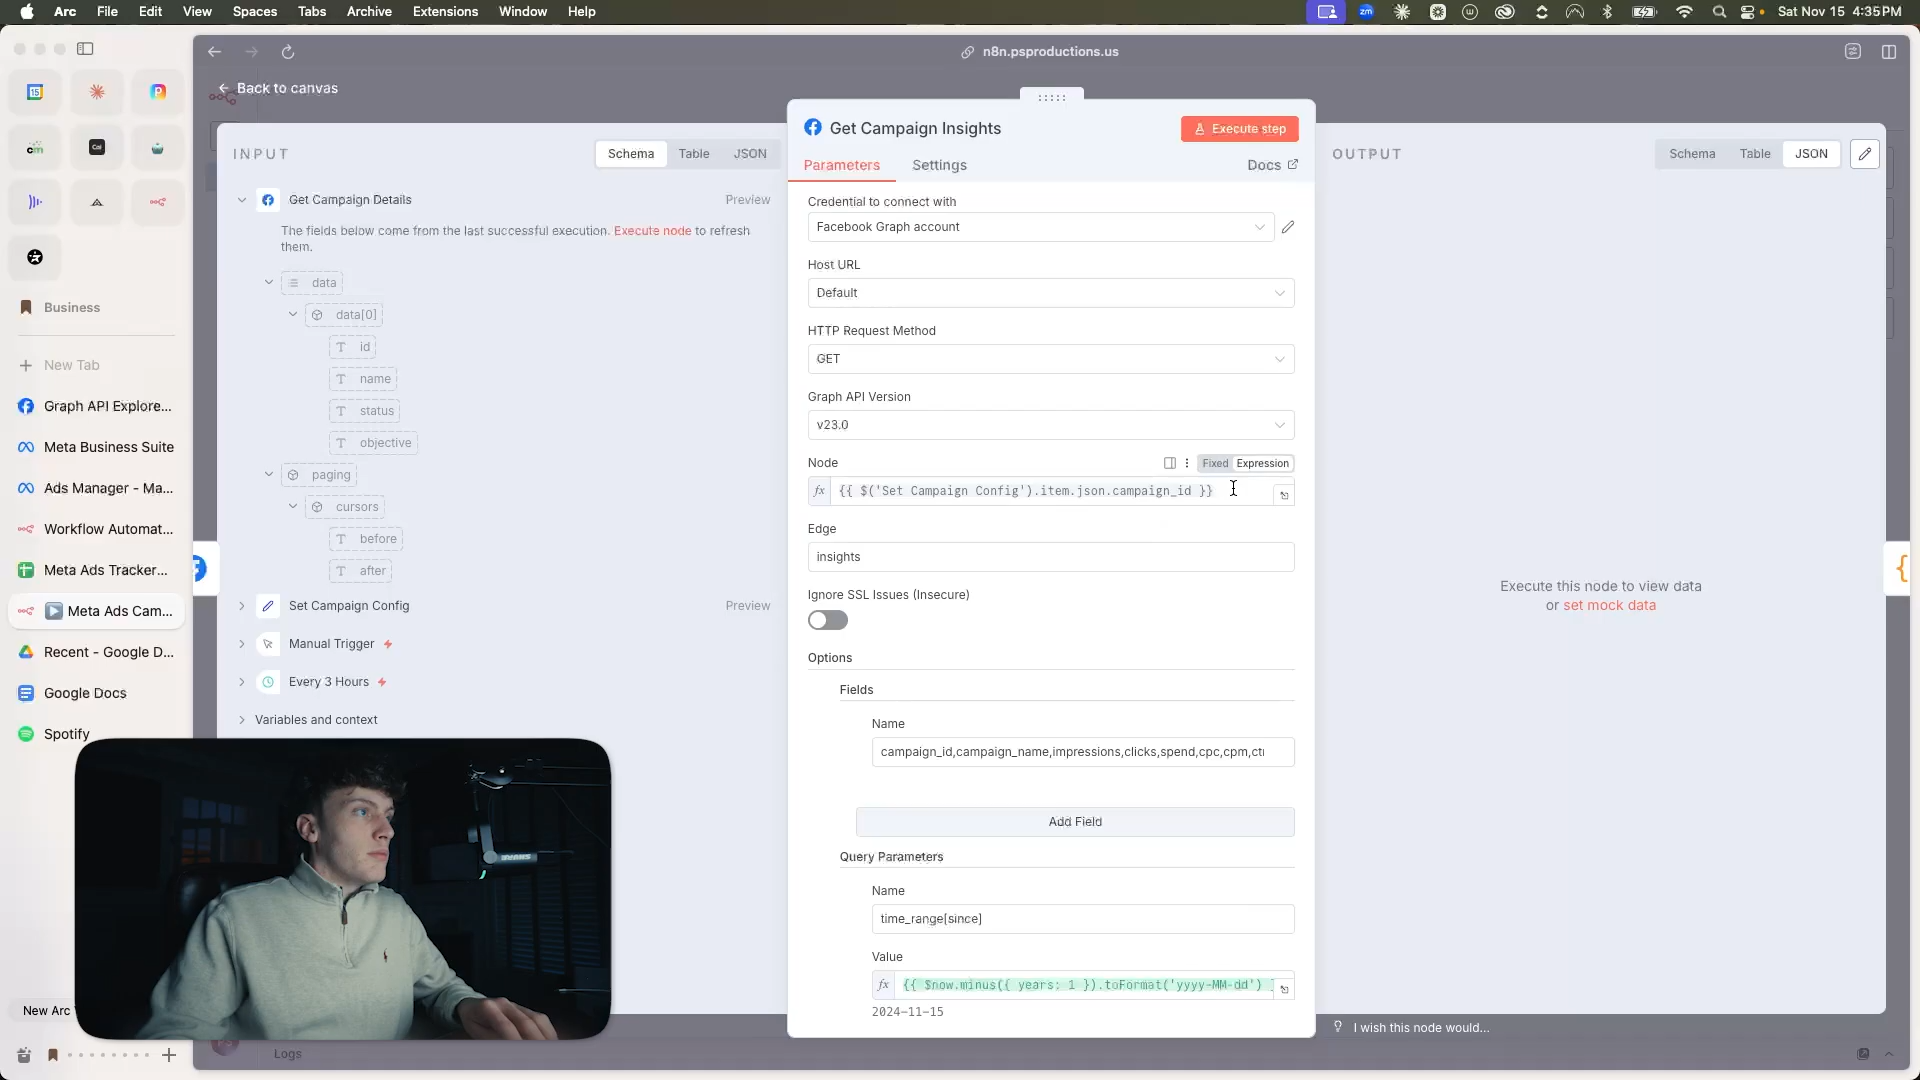 Arc File Edit View Spaces Tabs Archive Extensions Window Help
Sat Nov 15 4:35 PM
n8n.psproductions.us
Back to canvas
INPUT
Schema Table JSON
Get Campaign Details
Preview
The fields below come from the last successful execution. Execute node to refresh
them.
data
data[0]
id
name
status
objective
paging
cursors
before
after
Set Campaign Config
Preview
Manual Trigger
Every 3 Hours
Variables and context
Get Campaign Insights
Execute step
Parameters Settings
Docs
Credential to connect with
Facebook Graph account
Host URL
Default
HTTP Request Method
GET
Graph API Version
v23.0
Node
Fixed Expression
fx {{ $('Set Campaign Config').item.json.campaign_id }}
Edge
insights
Ignore SSL Issues (Insecure)
Options
Fields
Name
campaign_id,campaign_name,impressions,clicks,spend,cpc,cpm,ct
Add Field
Query Parameters
Name
time_range[since]
Value
fx {{ $now.minus({ years: 1 }).toFormat('yyyy-MM-dd')
2024-11-15
OUTPUT
Schema Table JSON
Execute this node to view data
or set mock data
I wish this node would...
Logs
15
cm
Cal
Business
New Tab
Graph API Explore...
Meta Business Suite
Ads Manager - Ma...
Workflow Automat...
Meta Ads Tracker...
Meta Ads Cam...
Recent - Google D...
Google Docs
Spotify
New Arc